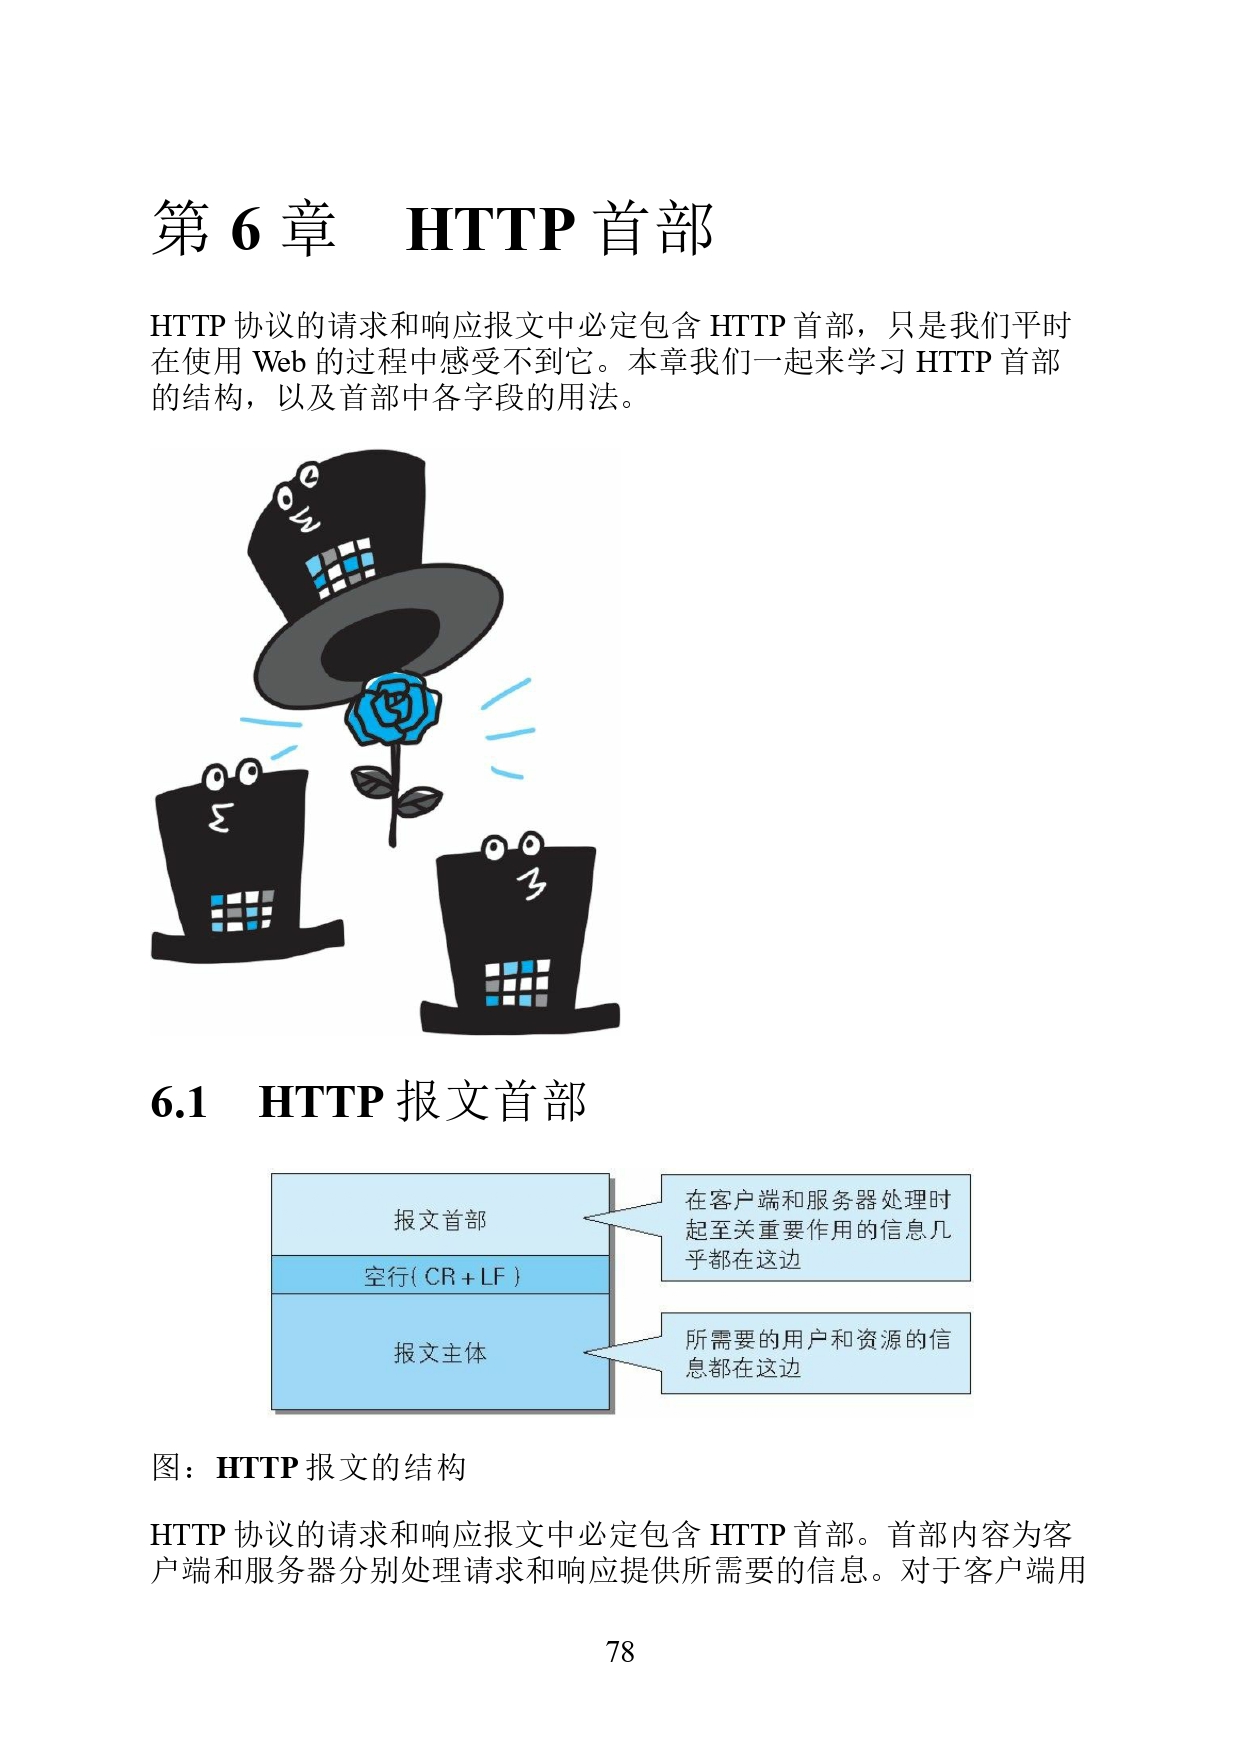 第 6 章　HTTP 首部
HTTP 协议的请求和响应报文中必定包含 HTTP 首部，只是我们平时
在使用 Web 的过程中感受不到它。本章我们一起来学习 HTTP 首部
的结构，以及首部中各字段的用法。
6.1　HTTP 报文首部
报文首部
在客户端和服务器处理时
起至关重要作用的信息几
乎都在这边
空行( CR + LF )
报文主体
所需要的用户和资源的信
息都在这边
图：HTTP 报文的结构
HTTP 协议的请求和响应报文中必定包含 HTTP 首部。首部内容为客
户端和服务器分别处理请求和响应提供所需要的信息。对于客户端用
78